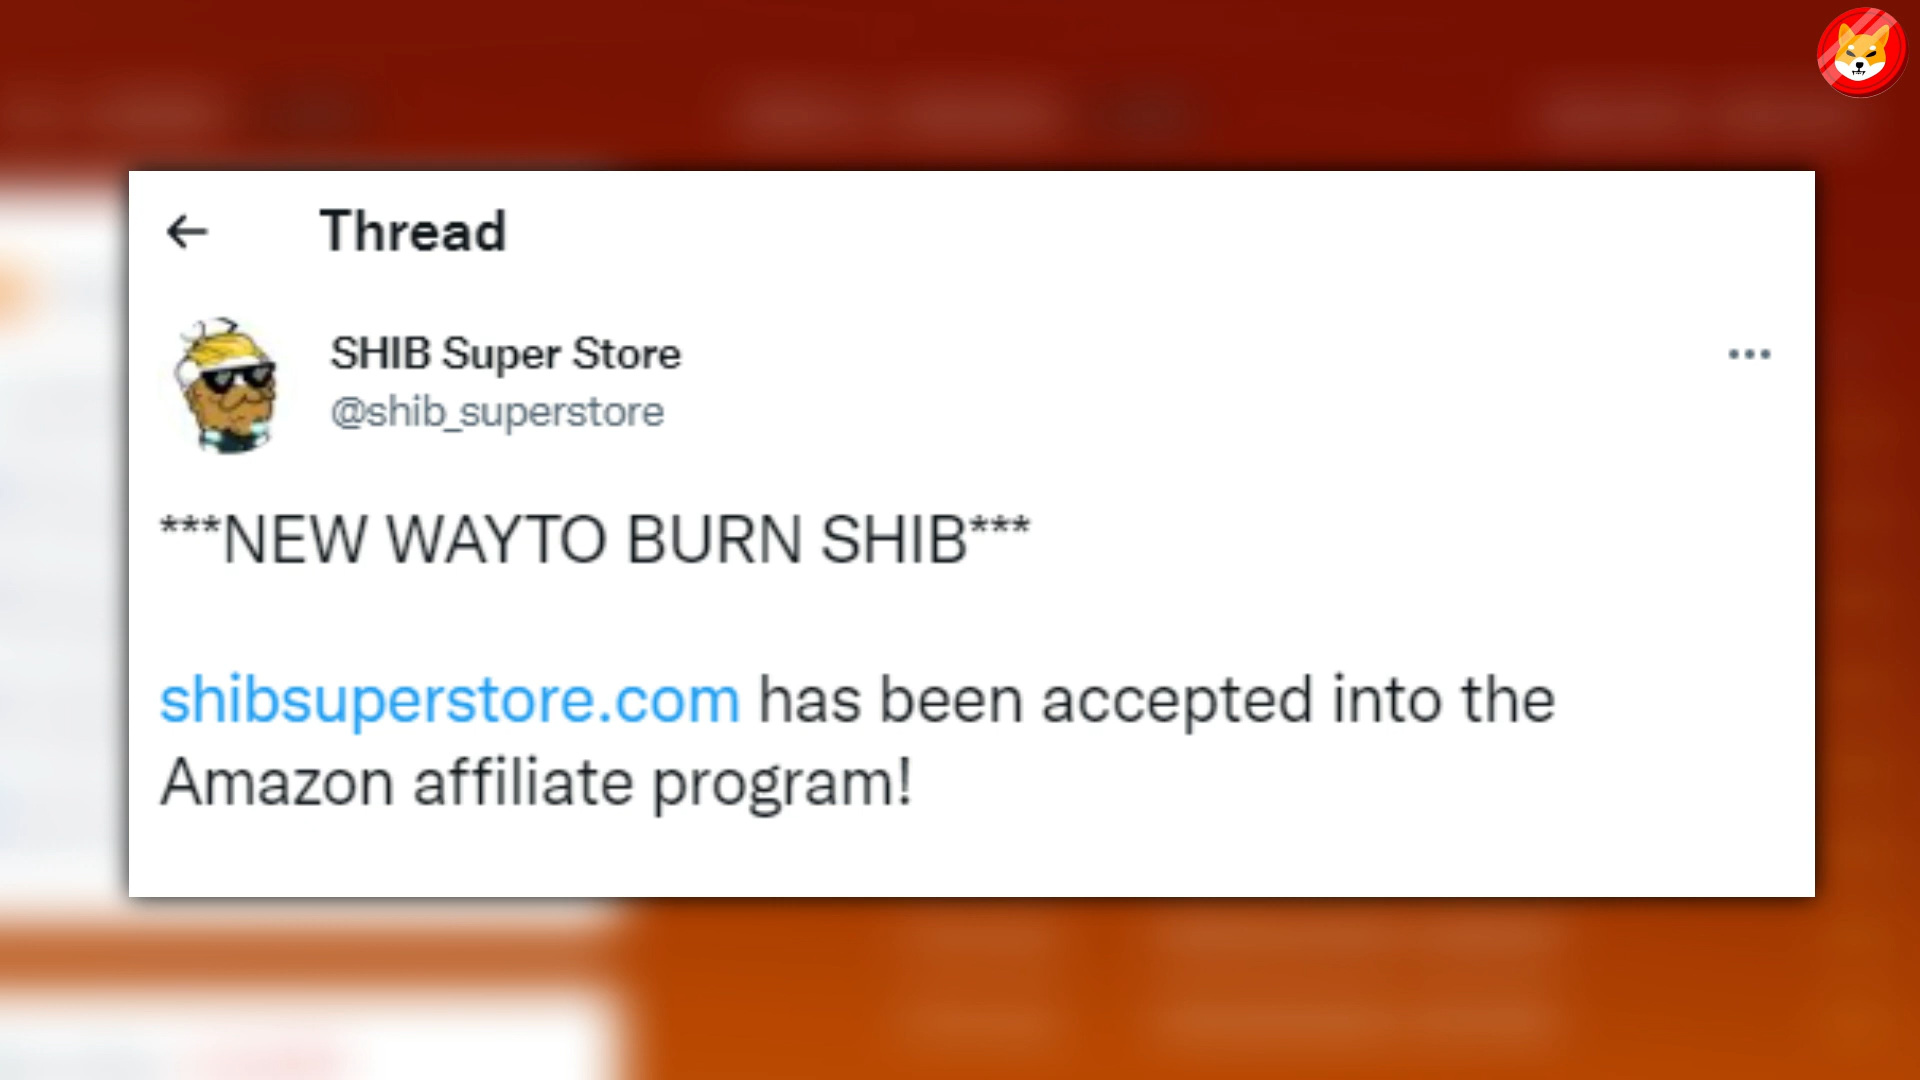 Thread
SHIB Super Store
@shib_superstore
***NEW WAYTO BURN SHIB***
shibsuperstore.com has been accepted into the
Amazon affiliate program!